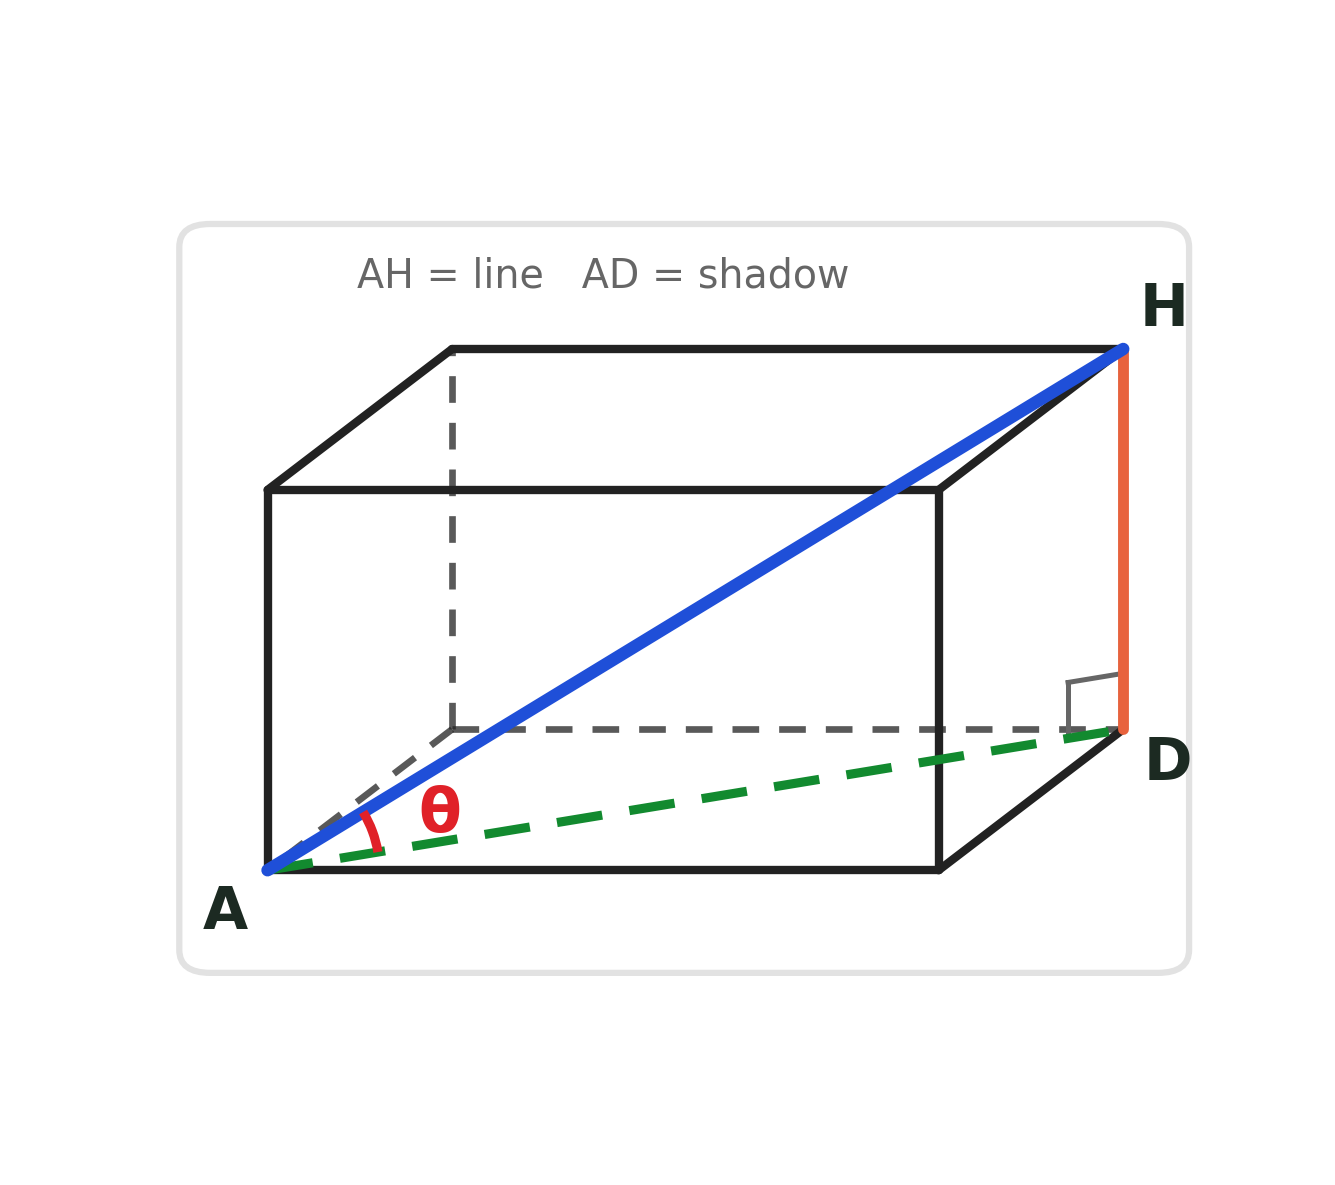 AH = line   AD = shadow
H
θ
D
A